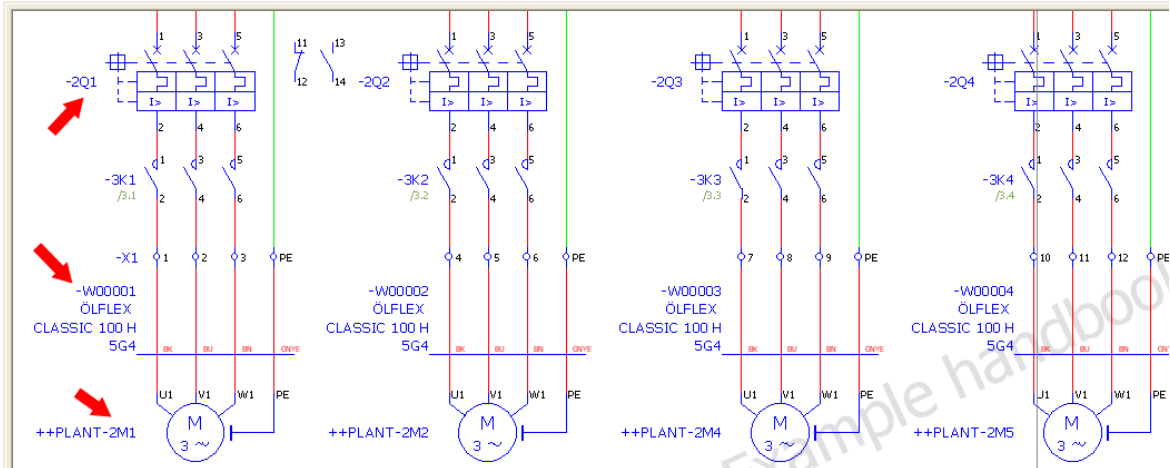 1 3 5 11 13 1 3 5 1 3 5 1 3 5
-2Q1 12 14 -2Q2 -2Q3 -2Q4
I> I> I> I> I> I> I> I> I> I> I> I>
2 4 6 2 4 6 2 4 6 2 4 6
1 3 5 1 3 5 1 3 5 1 3 5
-3K1 -3K2 -3K3 -3K4
/3.1 2 4 6 /3.2 2 4 6 /3.3 2 4 6 /3.4 2 4 6
-X1 1 2 3 PE 4 5 6 PE 7 8 9 PE 10 11 12 PE
-W00001 -W00002 -W00003 -W00004
ÖLFLEX ÖLFLEX ÖLFLEX ÖLFLEX
CLASSIC 100 H CLASSIC 100 H CLASSIC 100 H CLASSIC 100 H
5G4 BK BU BN GNYE 5G4 BK BU BN GNYE 5G4 BK BU BN GNYE 5G4 BK BU BN GNYE
U1 V1 W1 PE U1 V1 W1 PE U1 V1 W1 PE U1 V1 W1 PE
++PLANT-2M1 M ++PLANT-2M2 M ++PLANT-2M4 M ++PLANT-2M5 M
3 ~ 3 ~ 3 ~ 3 ~
Example handbook